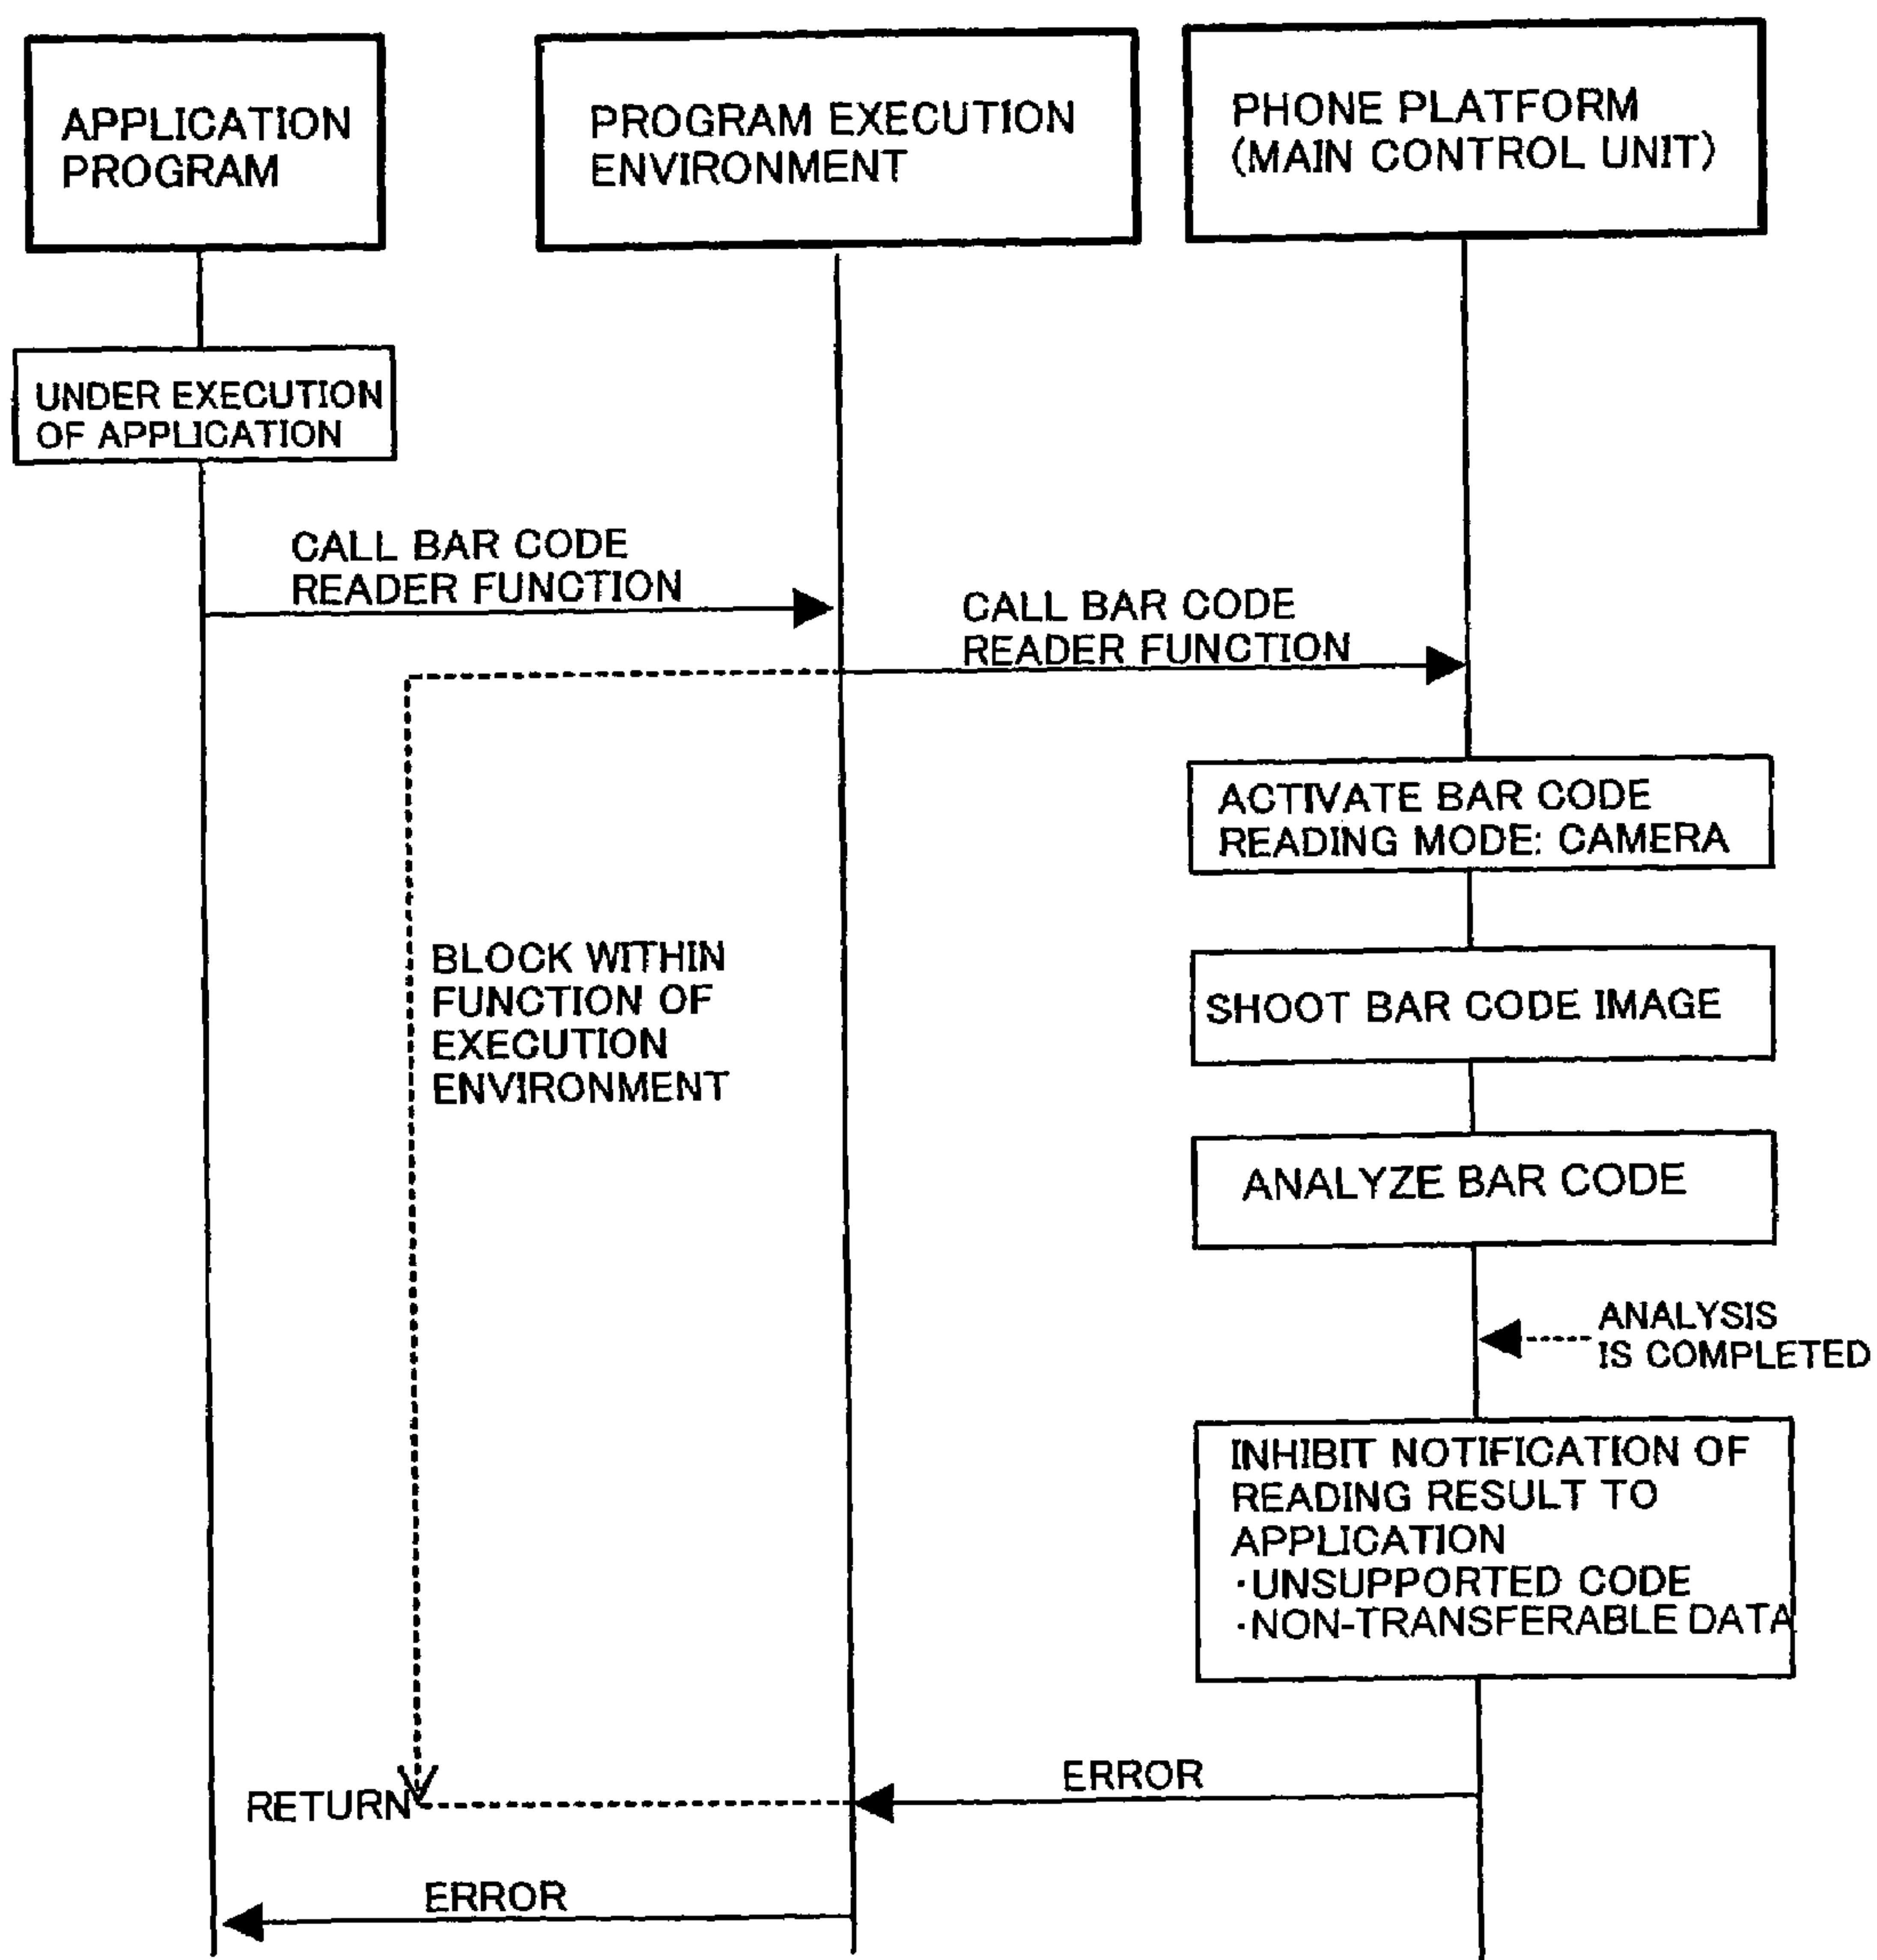 APPLICATION
PROGRAM
PROGRAM EXECUTION
ENVIRONMENT
PHONE PLATFORM
(MAIN CONTROL UNIT)
UNDER EXECUTION
OF APPLICATION
CALL BAR CODE
READER FUNCTION
CALL BAR CODE
READER FUNCTION
ACTIVATE BAR CODE
READING MODE: CAMERA
BLOCK WITHIN
FUNCTION OF
EXECUTION
ENVIRONMENT
SHOOT BAR CODE IMAGE
ANALYZE BAR CODE
ANALYSIS
IS COMPLETED
INHIBIT NOTIFICATION OF
READING RESULT TO
APPLICATION
·UNSUPPORTED CODE
·NON-TRANSFERABLE DATA
ERROR
RETURN
ERROR